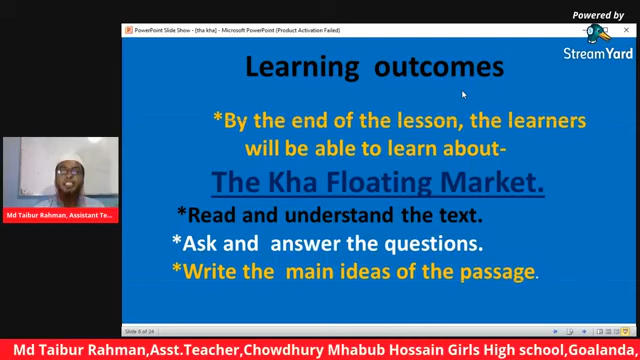 Powered by
StreamYard
PowerPoint Slide Show - [tha kha] - Microsoft PowerPoint (Product Activation Failed)
Learning outcomes
*By the end of the lesson, the learners
will be able to learn about-
The Kha Floating Market.
*Read and understand the text.
*Ask and answer the questions.
*Write the main ideas of the passage.
Md Taibur Rahman, Assistant Te...
Slide 6 of 24
Md Taibur Rahman,Asst.Teacher,Chowdhury Mhabub Hossain Girls High school,Goalanda,